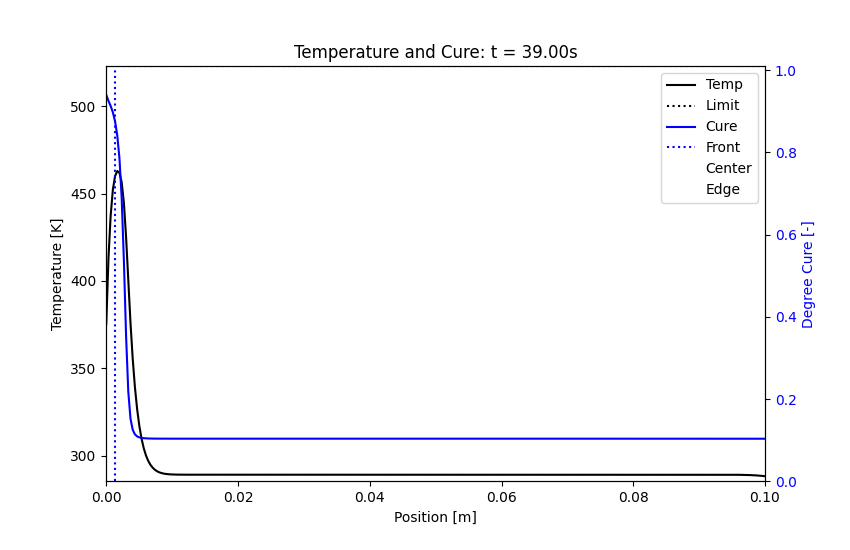 Temperature and Cure: t = 39.00s
Temp
Limit
Cure
Front
Center
Edge
500
450
400
350
300
Temperature [K]
1.0
0.8
0.6
0.4
0.2
0.0
Degree Cure [-]
0.00 0.02 0.04 0.06 0.08 0.10
Position [m]